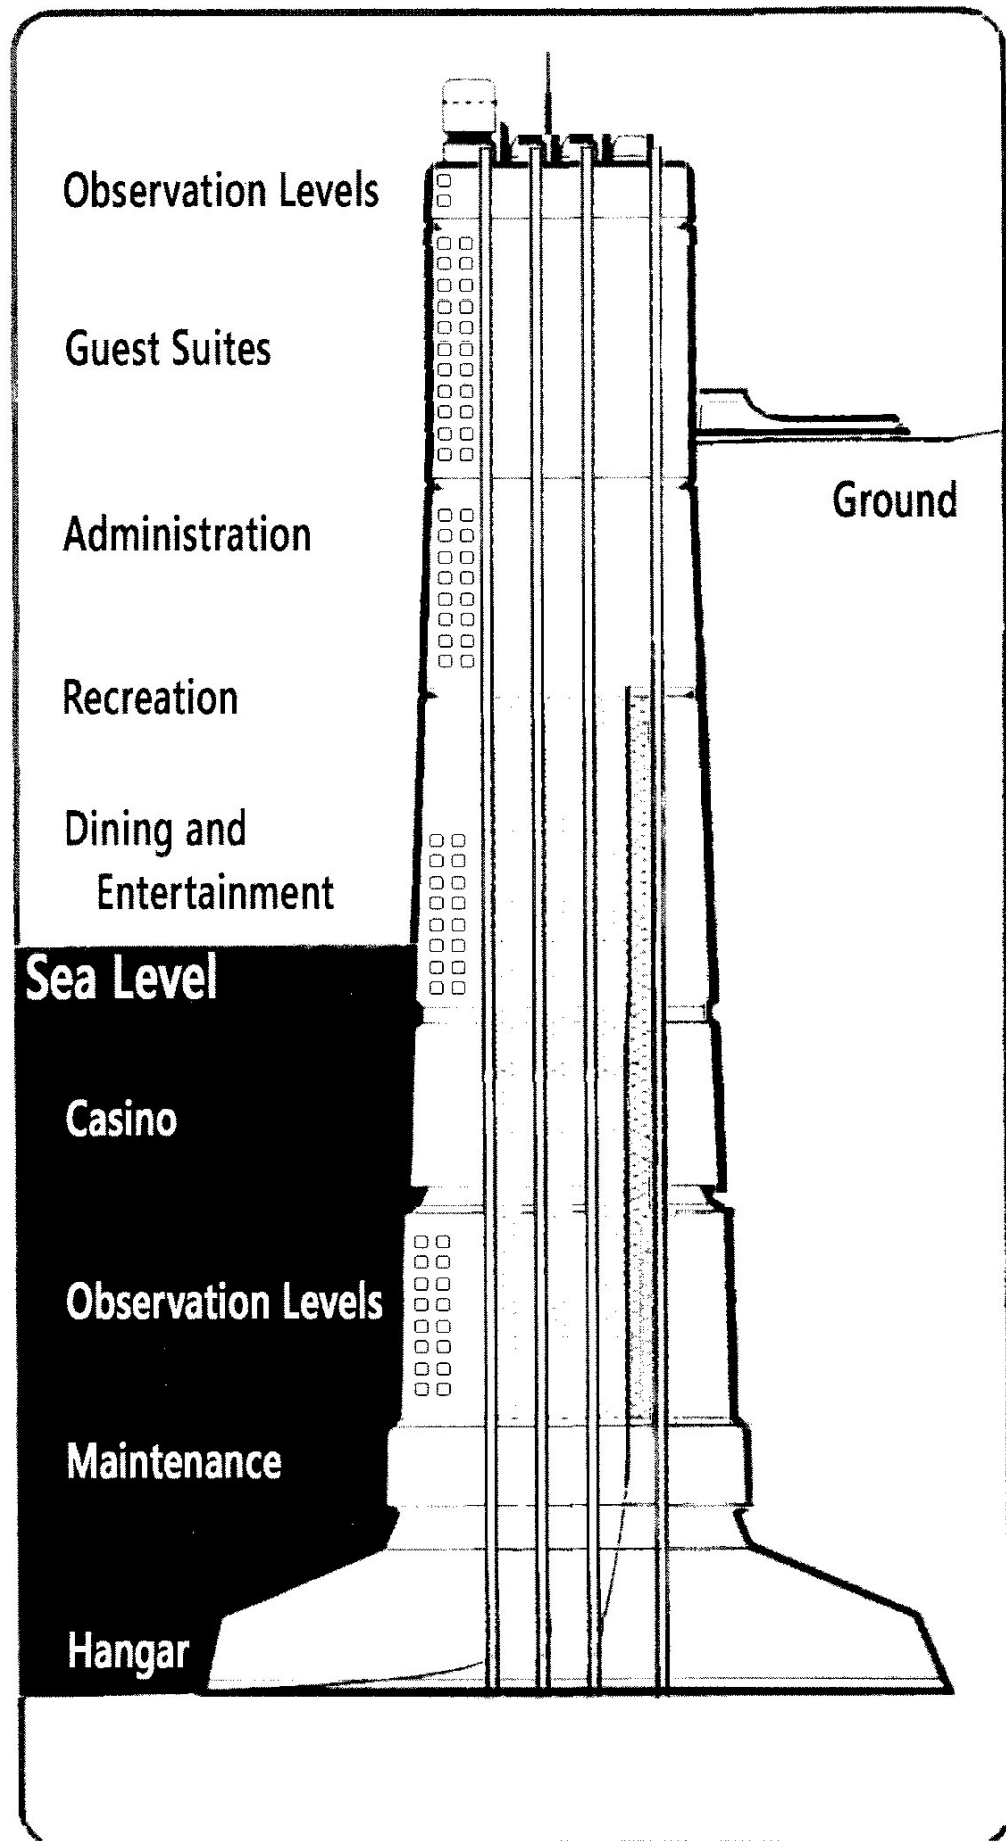 Observation Levels
Guest Suites
Ground
Administration
Recreation
Dining and
Entertainment
Sea Level
Casino
Observation Levels
Maintenance
Hangar